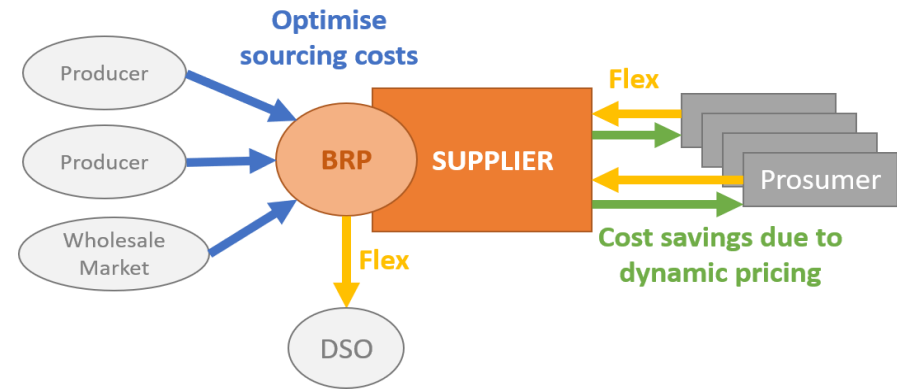 Optimise
sourcing costs
Producer
Flex
BRP
SUPPLIER
Producer
Prosumer
Wholesale
Market
Flex
Cost savings due to
dynamic pricing
DSO